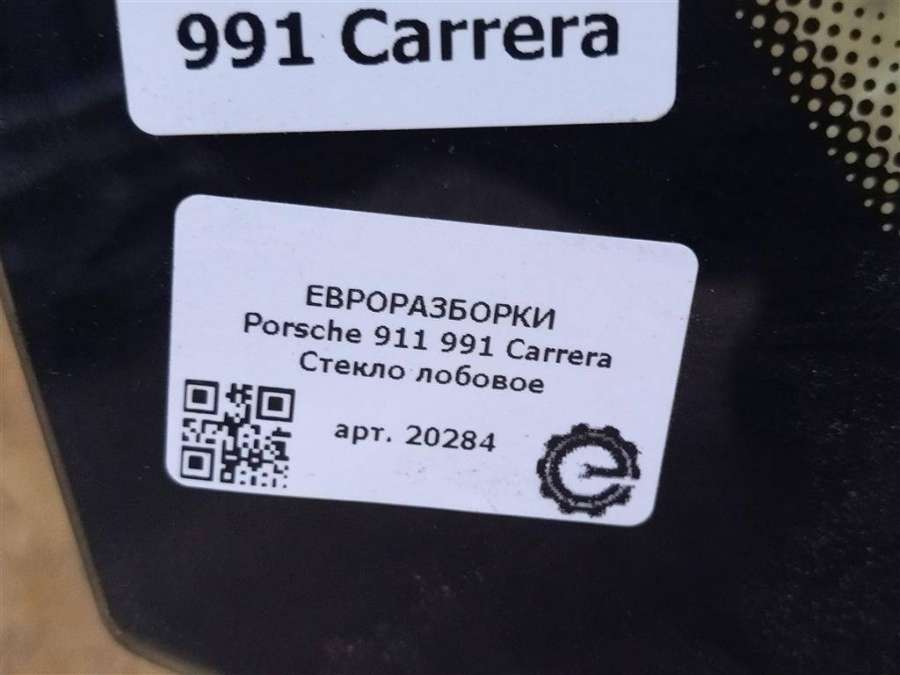 991 Carrera
ЕВРОРАЗБОРКИ
Porsche 911 991 Carrera
Стекло лобовое
арт. 20284